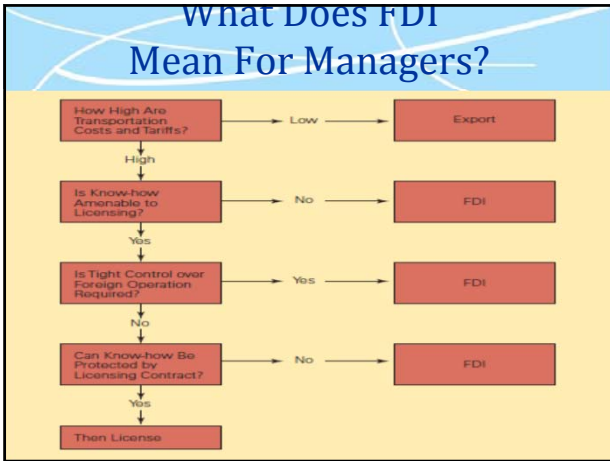 What Does FDI
Mean For Managers?
How High Are
Transportation
Costs and Tariffs?
Low
Export
High
Is Know-how
Amenable to
Licensing?
No
FDI
Yes
Is Tight Control over
Foreign Operation
Required?
Yes
FDI
No
Can Know-how Be
Protected by
Licensing Contract?
No
FDI
Yes
Then License